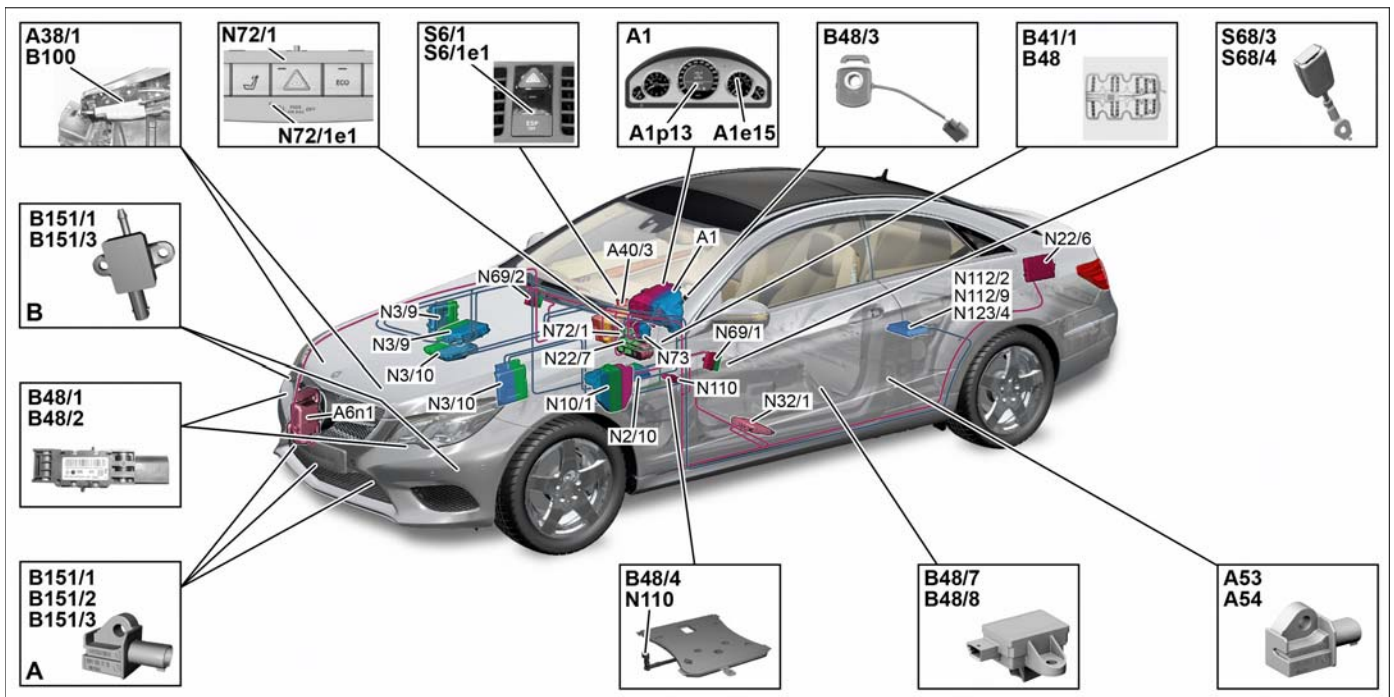 A38/1
B100
N72/1
N72/1e1
S6/1
S6/1e1
ESP
OFF
A1
A1p13
A1e15
B48/3
B41/1
B48
S68/3
S68/4
B151/1
B151/3
B
B48/1
B48/2
B151/1
B151/2
B151/3
A
ECO
A40/3
A1
N69/2
N3/9
N3/9
N3/10
N72/1
N22/7
N73
N69/1
N22/6
N112/2
N112/9
N123/4
A6n1
N3/10
N10/1
N2/10
N110
N32/1
B48/4
N110
B48/7
B48/8
A53
A54